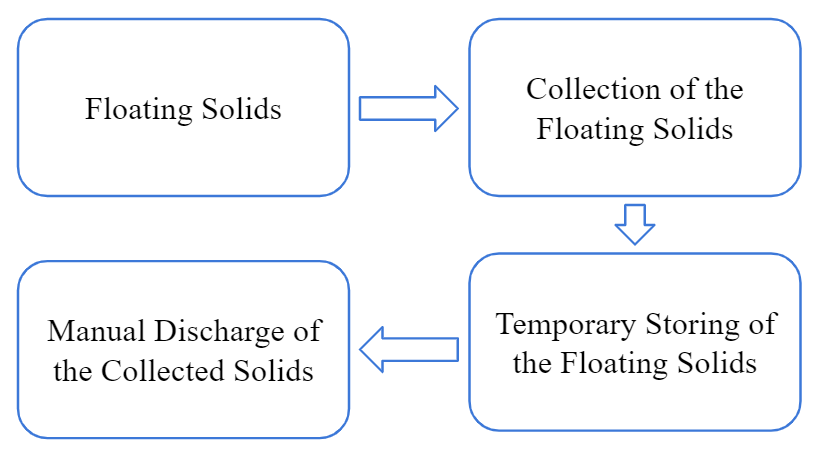 Floating Solids
Collection of the
Floating Solids
Temporary Storing of
the Floating Solids
Manual Discharge of
the Collected Solids